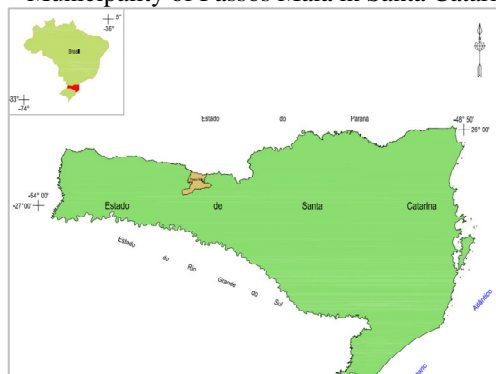 Municipality of Passos Maia in Santa Catari
0°
-36°
Brasil
-33°
-74°
Estado do Paraná
-48° 50'
26° 00'
-54° 00'
-27° 00'
Estado de Santa Catarina
Estado do Rio Grande do Sul
Atlântico